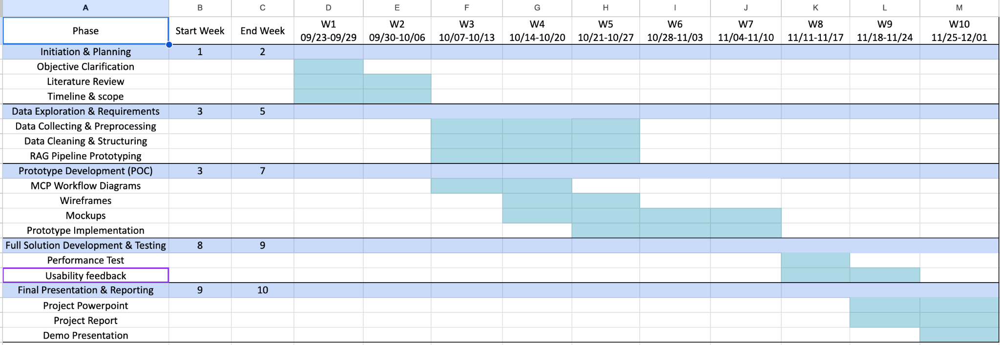 A B C D E F G H I J K L M
Phase Start Week End Week W1 W2 W3 W4 W5 W6 W7 W8 W9 W10
09/23-09/29 09/30-10/06 10/07-10/13 10/14-10/20 10/21-10/27 10/28-11/03 11/04-11/10 11/11-11/17 11/18-11/24 11/25-12/01
Initiation & Planning 1 2
Objective Clarification
Literature Review
Timeline & scope
Data Exploration & Requirements 3 5
Data Collecting & Preprocessing
Data Cleaning & Structuring
RAG Pipeline Prototyping
Prototype Development (POC) 3 7
MCP Workflow Diagrams
Wireframes
Mockups
Prototype Implementation
Full Solution Development & Testing 8 9
Performance Test
Usability feedback
Final Presentation & Reporting 9 10
Project Powerpoint
Project Report
Demo Presentation